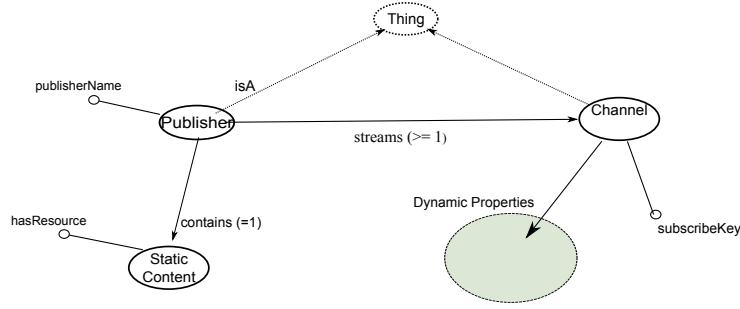 Thing
isA
publisherName
Publisher
Channel
streams (>= 1)
Dynamic Properties
hasResource
contains (=1)
subscribeKey
Static
Content